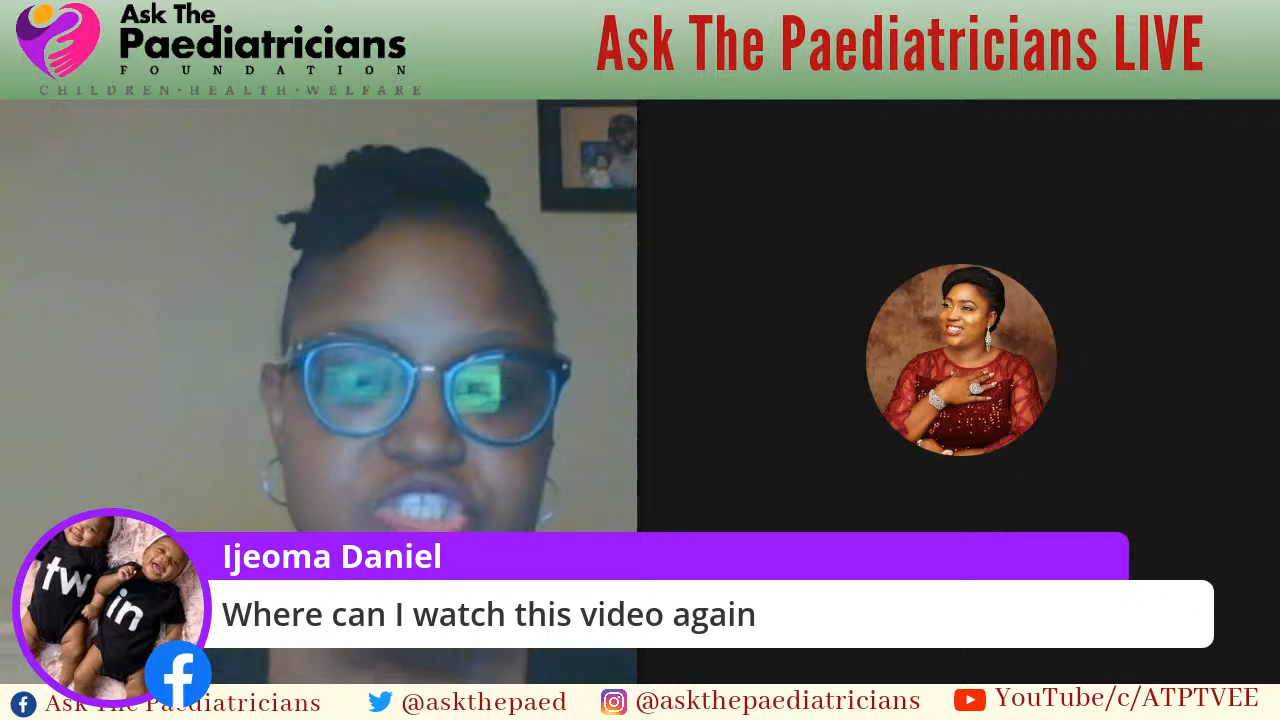 Ask The
Paediatricians
FOUNDATION
CHILDREN·HEALTH·WELFARE
Ask The Paediatricians LIVE
tw
in
Ijeoma Daniel
Where can I watch this video again
Ask The Paediatricians
@askthepaed
@askthepaediatricians
YouTube/c/ATPTVEE